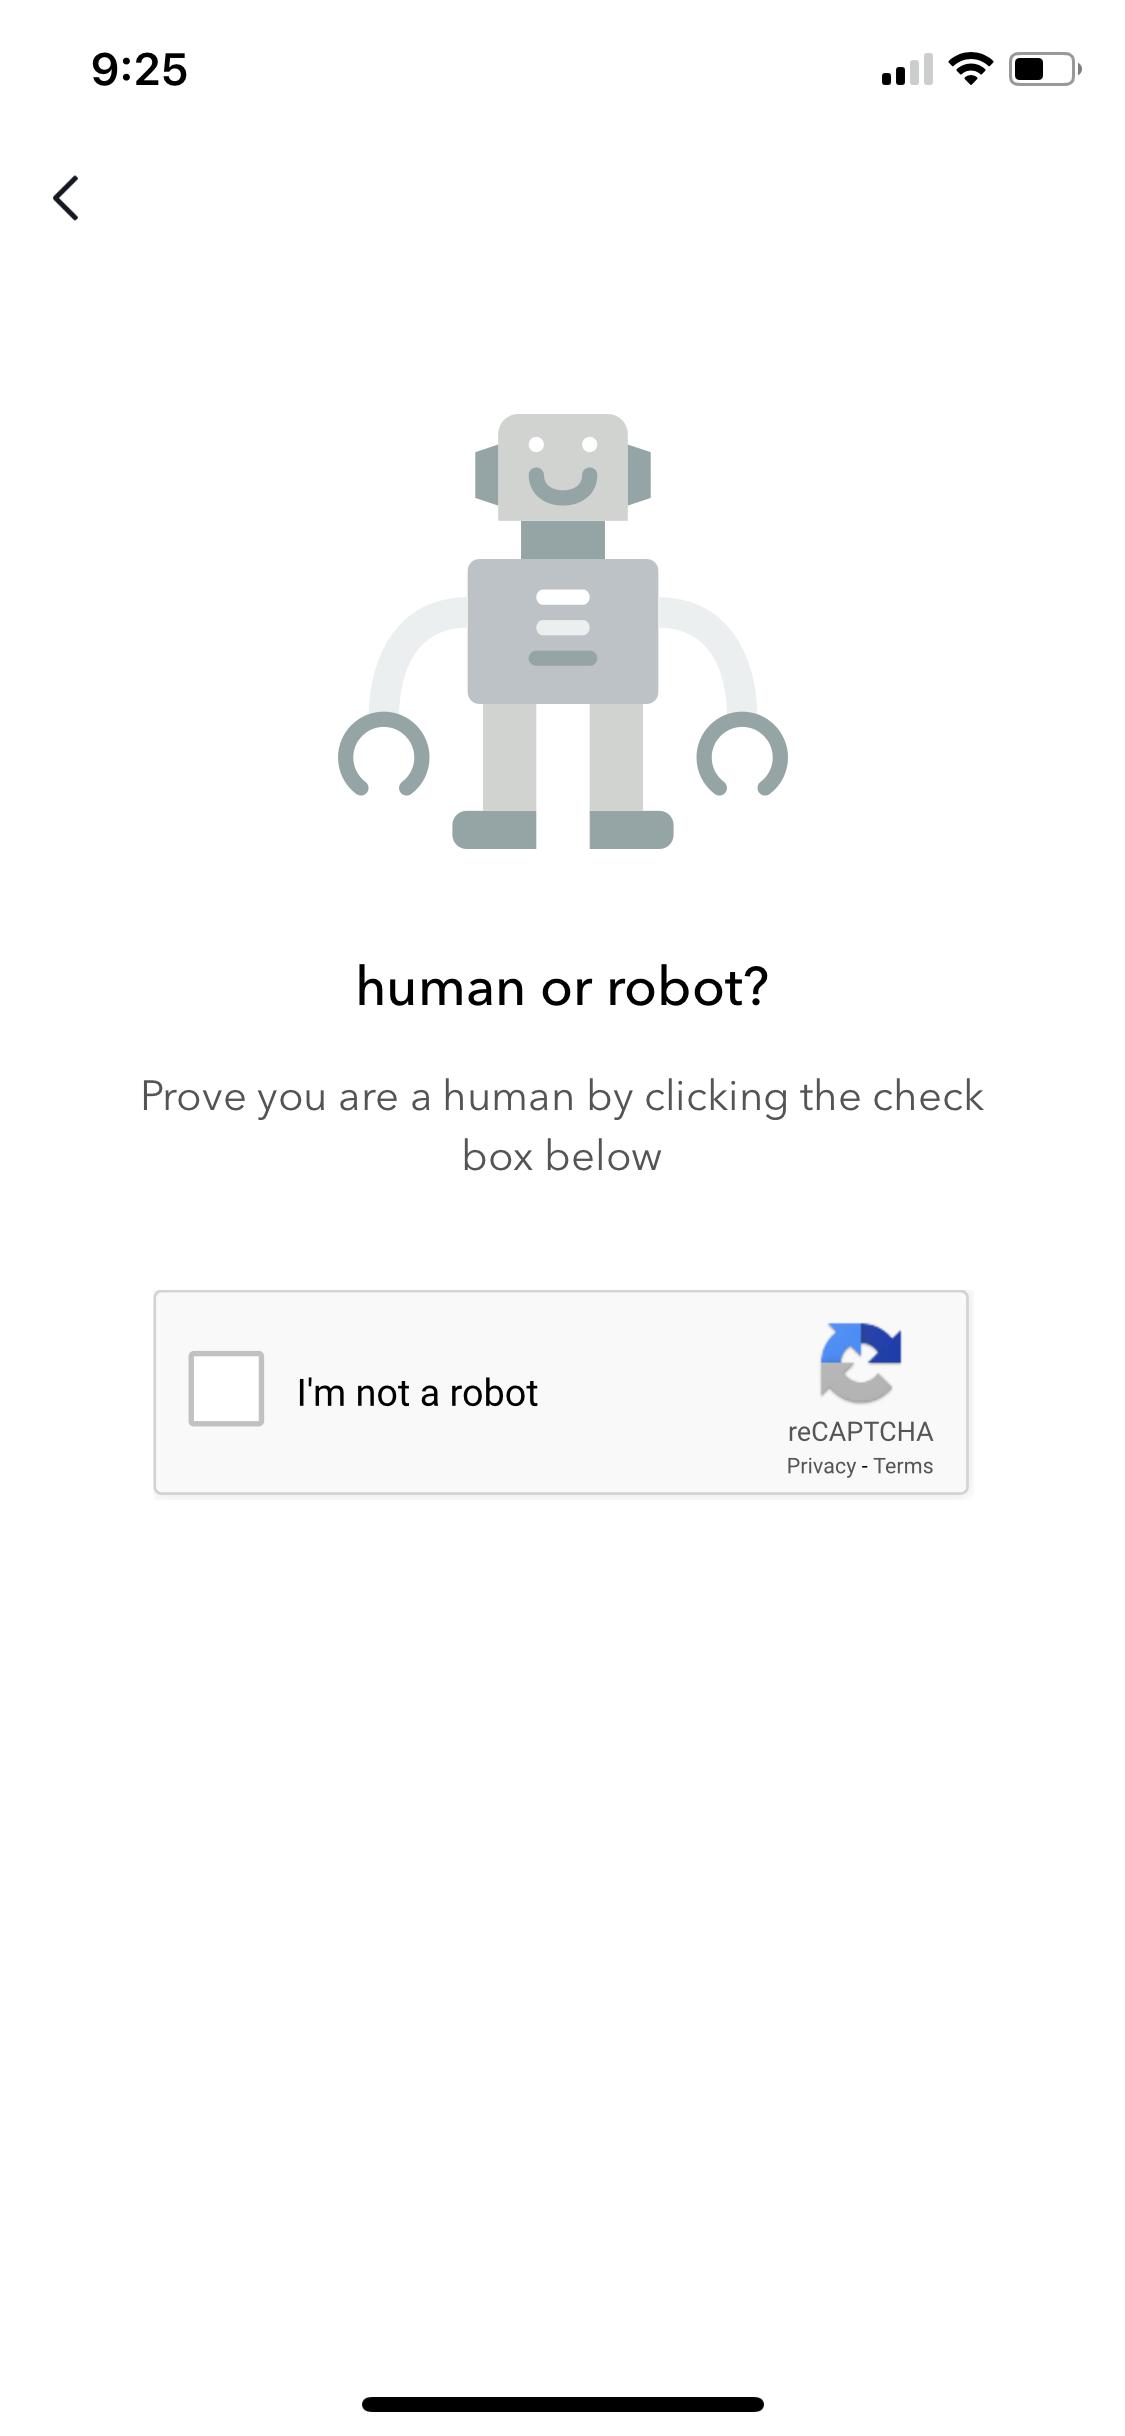 9:25
human or robot?
Prove you are a human by clicking the check
box below
I'm not a robot
reCAPTCHA
Privacy - Terms